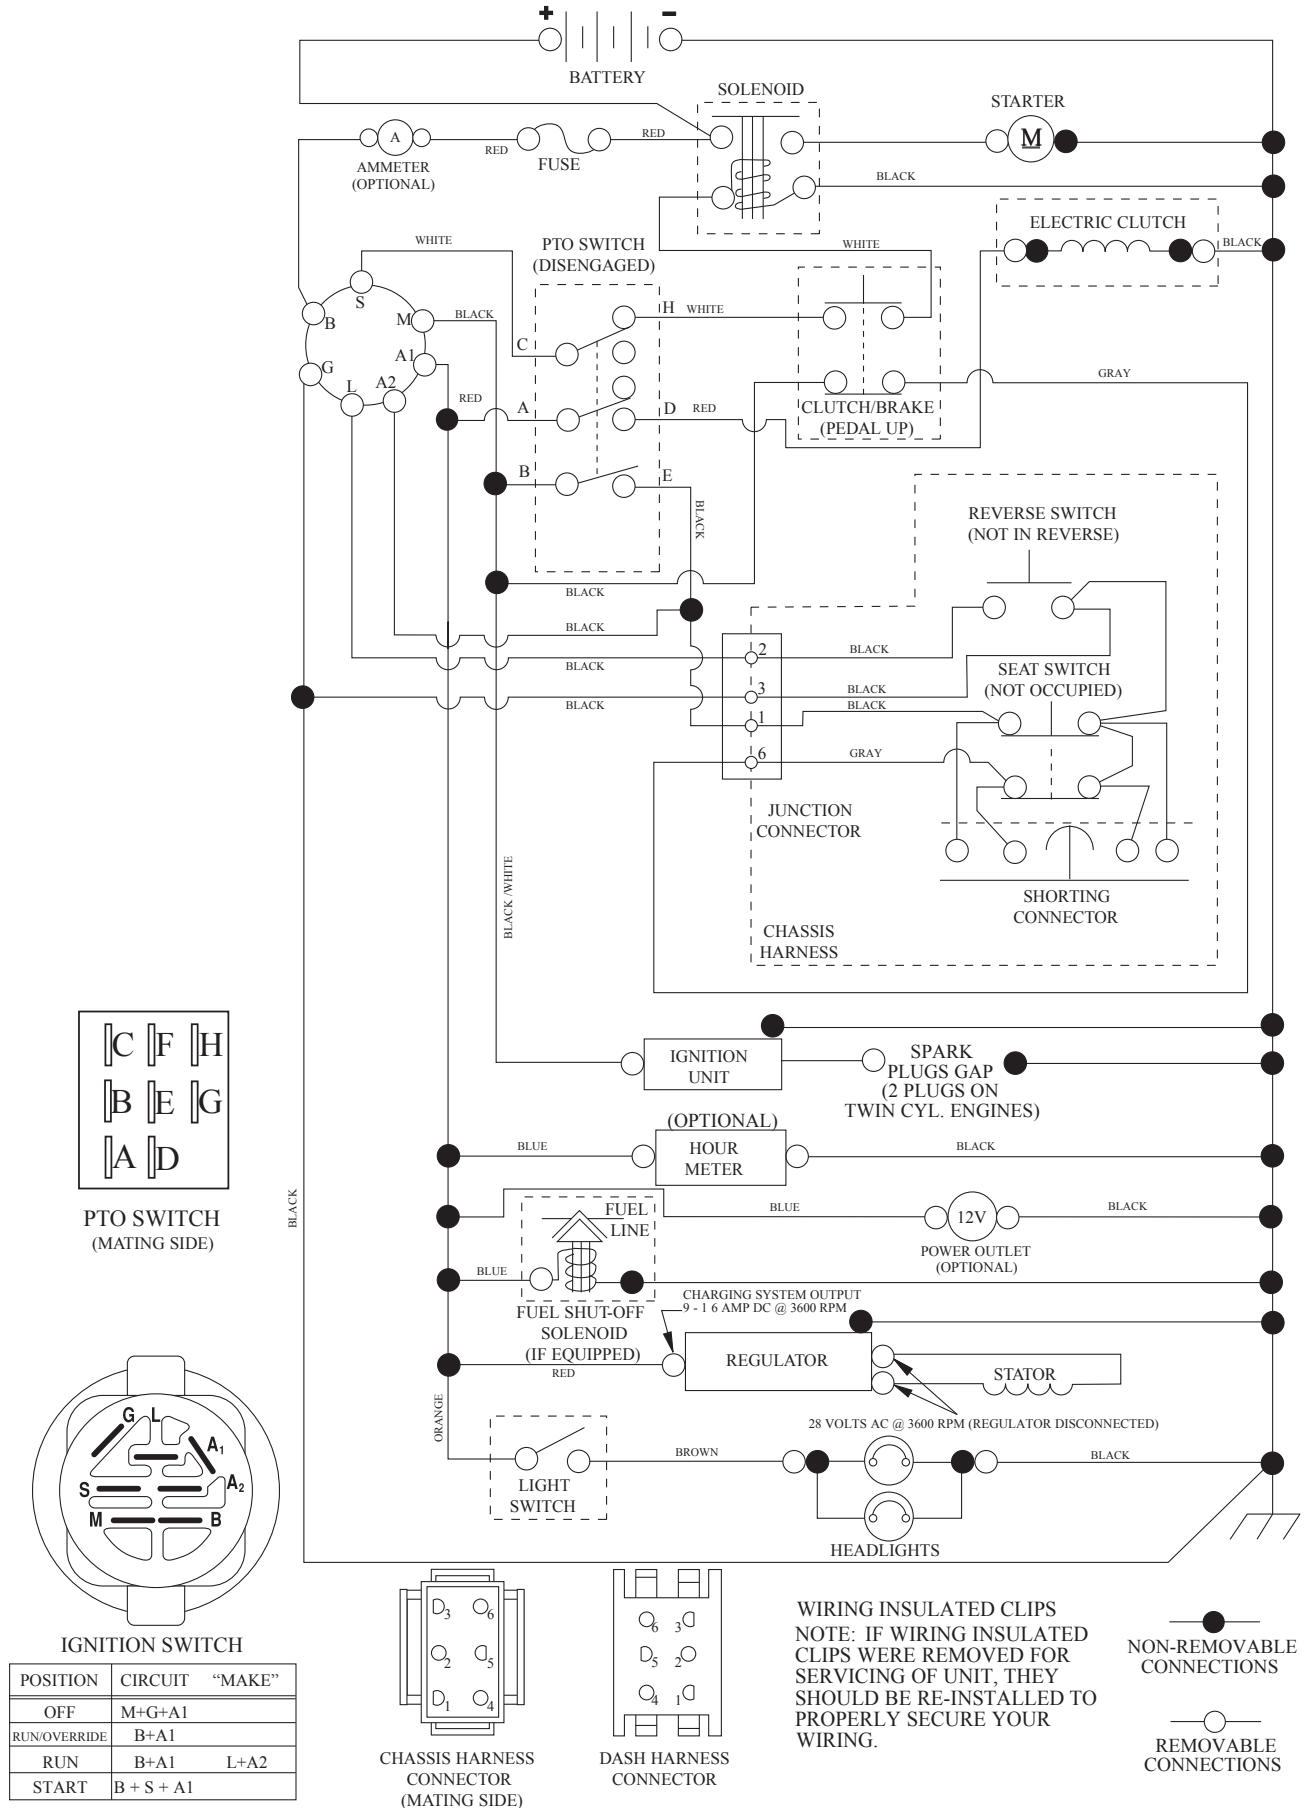 + −
BATTERY
SOLENOID
STARTER
M
A
AMMETER
(OPTIONAL)
RED
FUSE
RED
BLACK
ELECTRIC CLUTCH
BLACK
WHITE
PTO SWITCH
(DISENGAGED)
WHITE
S
B
M
BLACK
H
WHITE
G
A1
C
L
A2
RED
A
D
RED
GRAY
CLUTCH/BRAKE
(PEDAL UP)
B
E
BLACK
REVERSE SWITCH
(NOT IN REVERSE)
BLACK
BLACK
BLACK
2
BLACK
SEAT SWITCH
(NOT OCCUPIED)
BLACK
3
BLACK
1
BLACK
6
GRAY
JUNCTION
CONNECTOR
BLACK /WHITE
SHORTING
CONNECTOR
CHASSIS
HARNESS
C F H
B E G
A D
PTO SWITCH
(MATING SIDE)
BLACK
IGNITION
UNIT
SPARK
PLUGS GAP
(2 PLUGS ON
TWIN CYL. ENGINES)
(OPTIONAL)
BLUE
HOUR
METER
BLACK
FUEL
LINE
BLUE
12V
BLACK
POWER OUTLET
(OPTIONAL)
BLUE
FUEL SHUT-OFF
SOLENOID
(IF EQUIPPED)
CHARGING SYSTEM OUTPUT
9 - 1 6 AMP DC @ 3600 RPM
RED
REGULATOR
STATOR
28 VOLTS AC @ 3600 RPM (REGULATOR DISCONNECTED)
ORANGE
LIGHT
SWITCH
BROWN
BLACK
HEADLIGHTS
G L
A1
S
A2
M B
IGNITION SWITCH
POSITION CIRCUIT “MAKE”
OFF M+G+A1
RUN/OVERRIDE B+A1
RUN B+A1 L+A2
START B + S + A1
3 6
2 5
1 4
CHASSIS HARNESS
CONNECTOR
(MATING SIDE)
6 3
5 2
4 1
DASH HARNESS
CONNECTOR
WIRING INSULATED CLIPS
NOTE: IF WIRING INSULATED
CLIPS WERE REMOVED FOR
SERVICING OF UNIT, THEY
SHOULD BE RE-INSTALLED TO
PROPERLY SECURE YOUR
WIRING.
NON-REMOVABLE
CONNECTIONS
REMOVABLE
CONNECTIONS